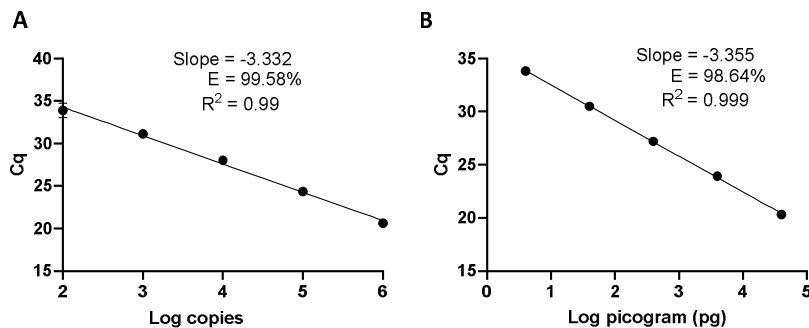 A
Slope = -3.332
E = 99.58%
R² = 0.99
40
35
30
25
20
15
Cq
2
3
4
5
6
Log copies
B
Slope = -3.355
E = 98.64%
R² = 0.999
35
30
25
20
15
Cq
0
1
2
3
4
5
Log picogram (pg)